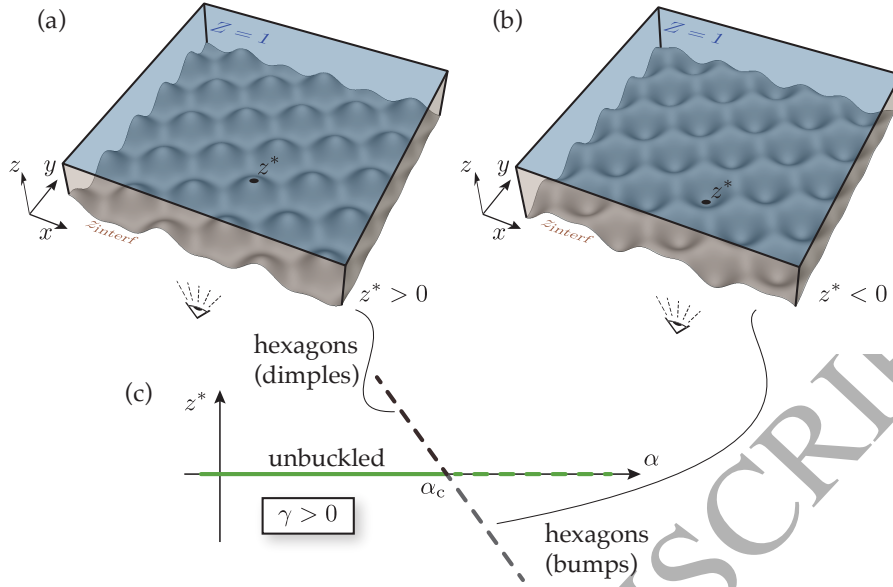 (a)
(b)
Z = 1
Z = 1
z*
z*
z
y
x
z
y
x
z_interf
z_interf
z* > 0
z* < 0
hexagons
(dimples)
(c)
z*
unbuckled
α
α_c
γ > 0
hexagons
(bumps)